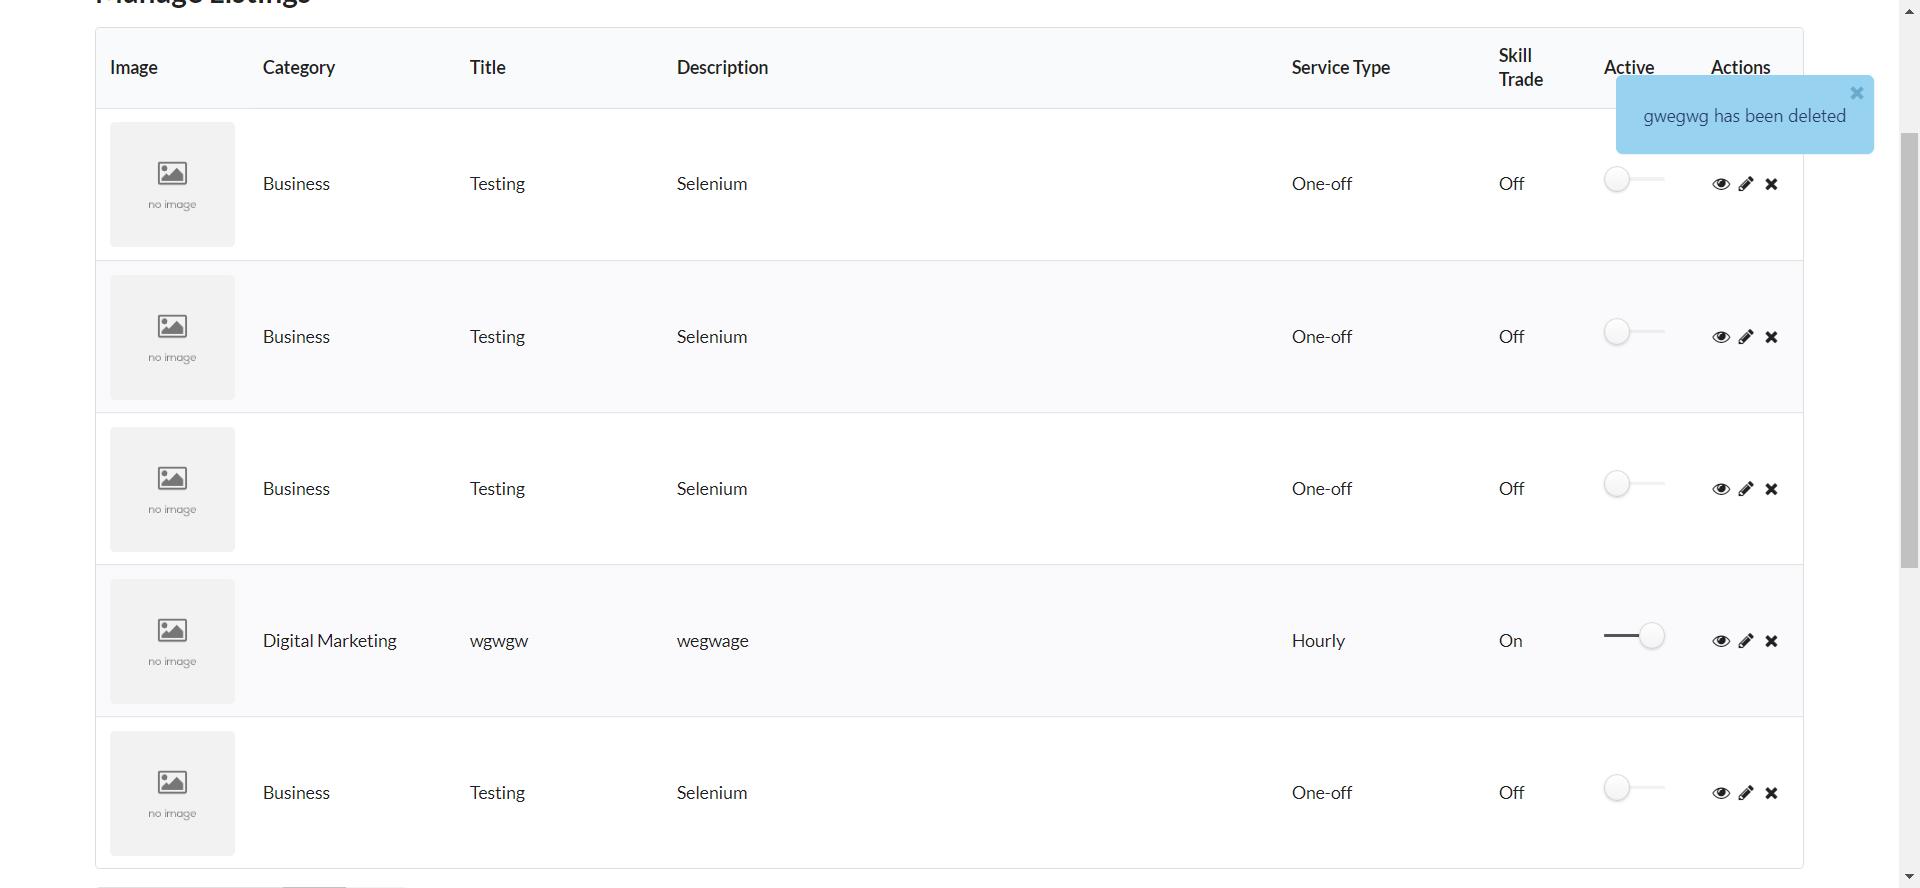 Manage Listings
Image Category Title Description Service Type Skill Trade Active Actions
gwegwg has been deleted
no image Business Testing Selenium One-off Off
no image Business Testing Selenium One-off Off
no image Business Testing Selenium One-off Off
no image Digital Marketing wgwgw wegwage Hourly On
no image Business Testing Selenium One-off Off